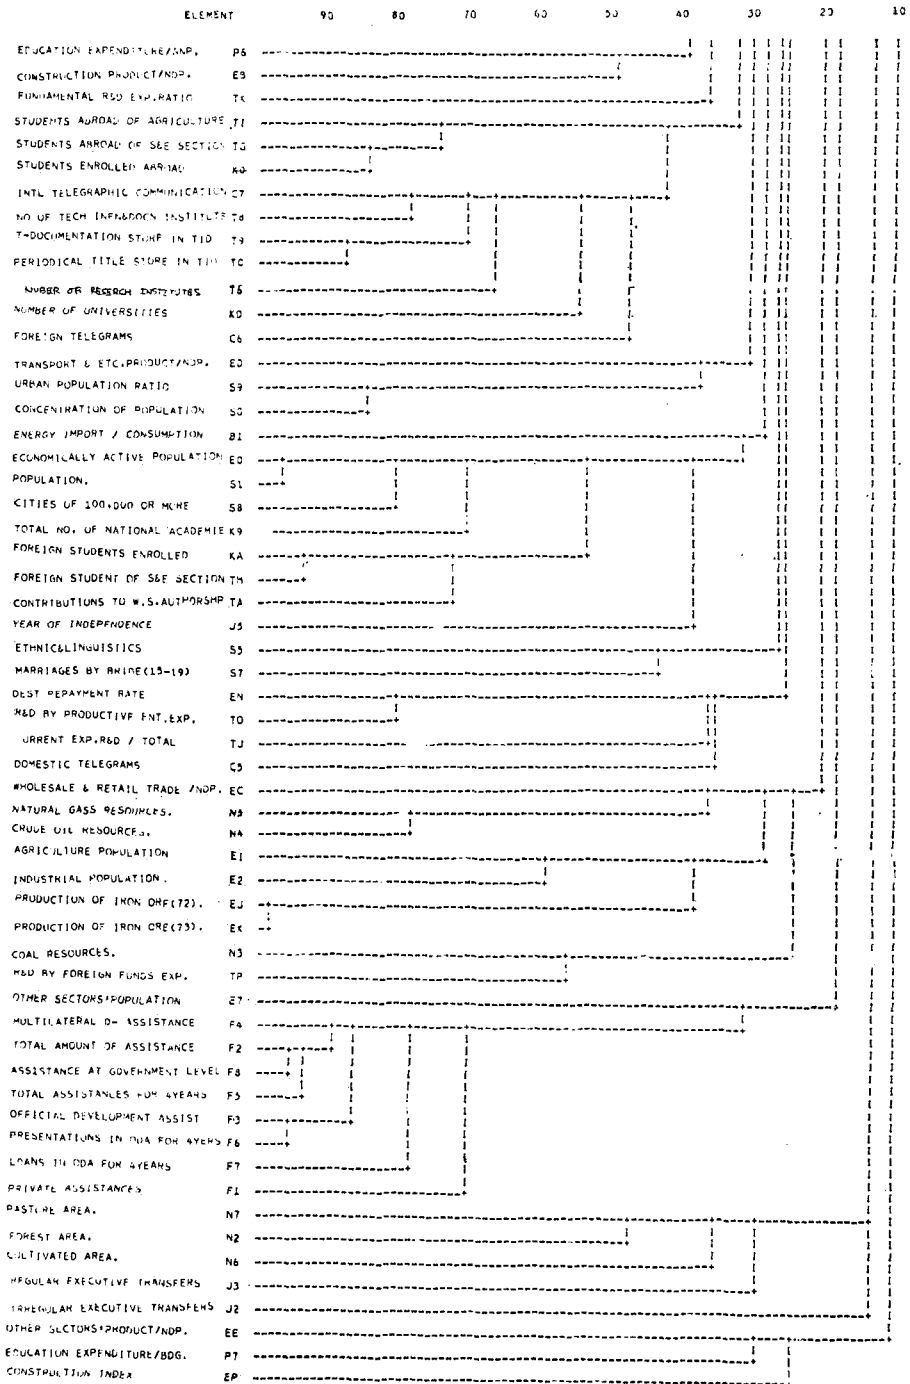 ELEMENT 90 80 70 60 50 40 30 20 10
EDUCATION EXPENDITURE/GNP. P6
CONSTRUCTION PRODUCT/NDP. E9
FUNDAMENTAL R&D EXP.RATIO TK
STUDENTS ABROAD OF AGRICULTURE TI
STUDENTS ABROAD OF S&E SECTION TG
STUDENTS ENROLLED ABROAD
INTL TELEGRAPHIC COMMUNICATION C7
NO OF TECH INFN&DOCN INSTITUTE T8
T-DOCUMENTATION STORE IN TID T9
PERIODICAL TITLE STORE IN TID TC
NUBER OF RESERCH INSTITUTES T6
NUMBER OF UNIVERSITIES K0
FOREIGN TELEGRAMS C6
TRANSPORT & ETC.PRODUCT/NDP. ED
URBAN POPULATION RATIO S9
CONCENTRATION OF POPULATION S0
ENERGY IMPORT / CONSUMPTION B1
ECONOMICALLY ACTIVE POPULATION E0
POPULATION. S1
CITIES OF 100,000 OR MORE S8
TOTAL NO. OF NATIONAL ACADEMIE K9
FOREIGN STUDENTS ENROLLED KA
FOREIGN STUDENT OF S&E SECTION TH
CONTRIBUTIONS TO W.S.AUTHORSHP TA
YEAR OF INDEPENDENCE J5
ETHNIC&LINGUISTICS S5
MARRIAGES BY BRIDE(15-19) S7
DEBT REPAYMENT RATE EN
R&D BY PRODUCTIVE ENT.EXP. TO
URRENT EXP.R&D / TOTAL TJ
DOMESTIC TELEGRAMS C5
WHOLESALE & RETAIL TRADE /NDP. EC
NATURAL GASS RESOURCES. N5
CRUDE OIL RESOURCES. N4
AGRICULTURE POPULATION E1
INDUSTRIAL POPULATION. E2
PRODUCTION OF IRON ORE(72). EJ
PRODUCTION OF IRON ORE(73). EK
COAL RESOURCES. N3
R&D BY FOREIGN FUNDS EXP. TP
OTHER SECTORS'POPULATION E7
MULTILATERAL D- ASSISTANCE F4
TOTAL AMOUNT OF ASSISTANCE F2
ASSISTANCE AT GOVERNMENT LEVEL F8
TOTAL ASSISTANCES FOR 4YEARS F5
OFFICIAL DEVELOPMENT ASSIST F3
PRESENTATIONS IN ODA FOR 4YERS F6
LOANS IN ODA FOR 4YEARS F7
PRIVATE ASSISTANCES F1
PASTURE AREA. N7
FOREST AREA. N2
CULTIVATED AREA. N6
REGULAR EXECUTIVE TRANSFERS J3
IRREGULAR EXECUTIVE TRANSFERS J2
OTHER SECTORS'PRODUCT/NDP. EE
EDUCATION EXPENDITURE/BDG. P7
CONSTRUCTION INDEX EP